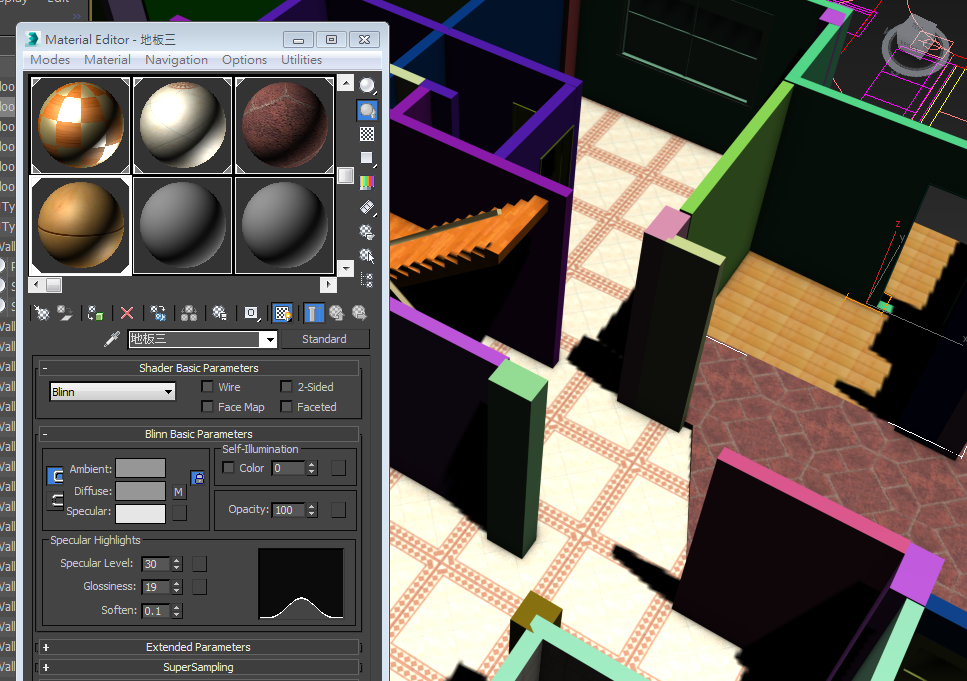 Edit
Material Editor - 地板三
Modes Material Navigation Options Utilities
地板三 Standard
- Shader Basic Parameters
Blinn Wire 2-Sided
Face Map Faceted
- Blinn Basic Parameters
Self-Illumination
Ambient: Color 0
Diffuse: M
Specular: Opacity: 100
Specular Highlights
Specular Level: 30
Glossiness: 19
Soften: 0.1
+ Extended Parameters
+ SuperSampling
z
y
x